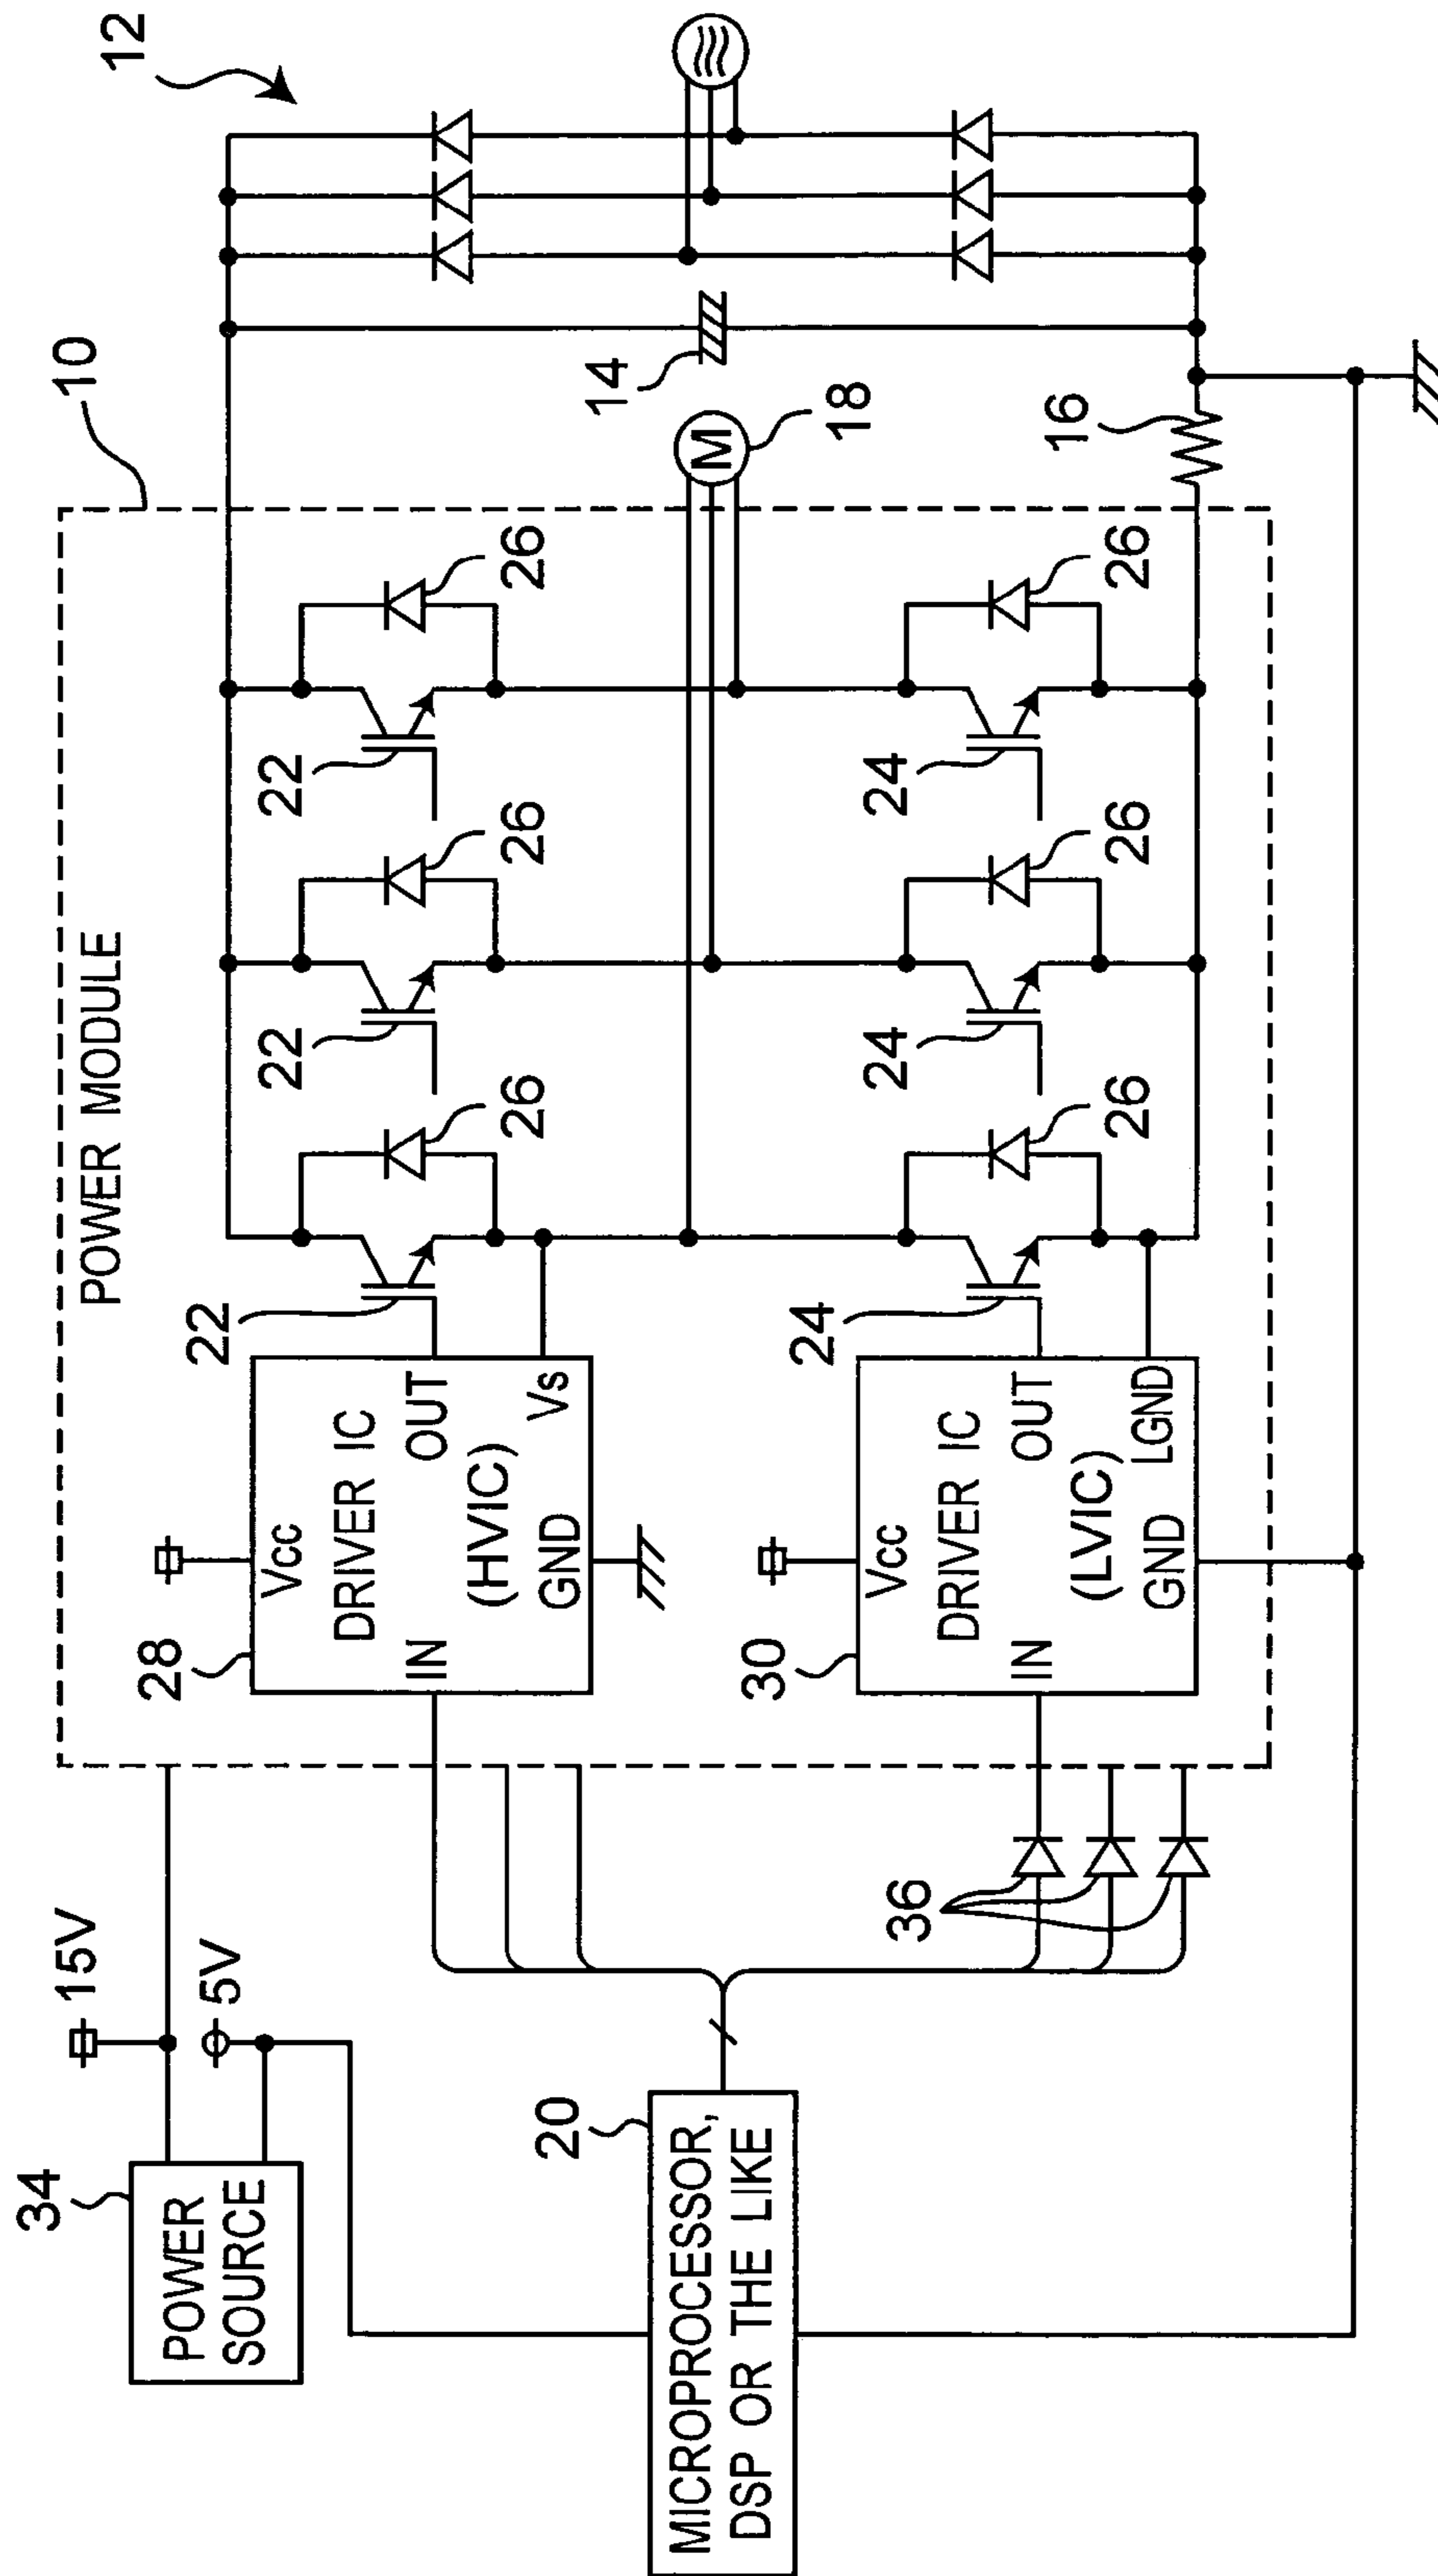 34
POWER
SOURCE
15V
5V
20
MICROPROCESSOR,
DSP OR THE LIKE
36
10
POWER MODULE
28
Vcc
DRIVER IC
IN
OUT
(HVIC)
GND
Vs
30
Vcc
DRIVER IC
IN
OUT
(LVIC)
GND
LGND
22
26
22
26
22
26
24
26
24
26
24
26
M
18
14
16
12